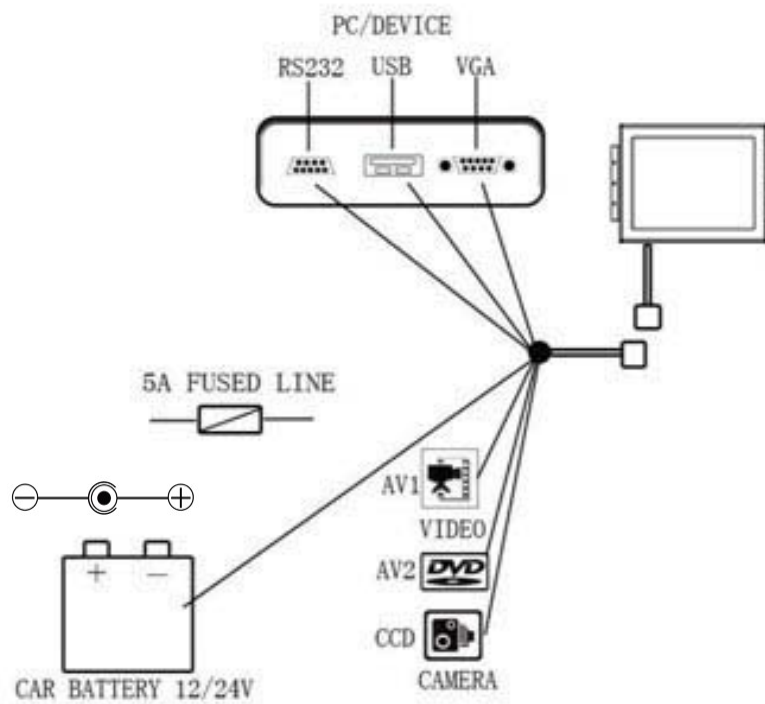 PC/DEVICE
RS232 USB VGA
5A FUSED LINE
AV1
VIDEO
− +
+ −
AV2 DVD
CCD
CAMERA
CAR BATTERY 12/24V